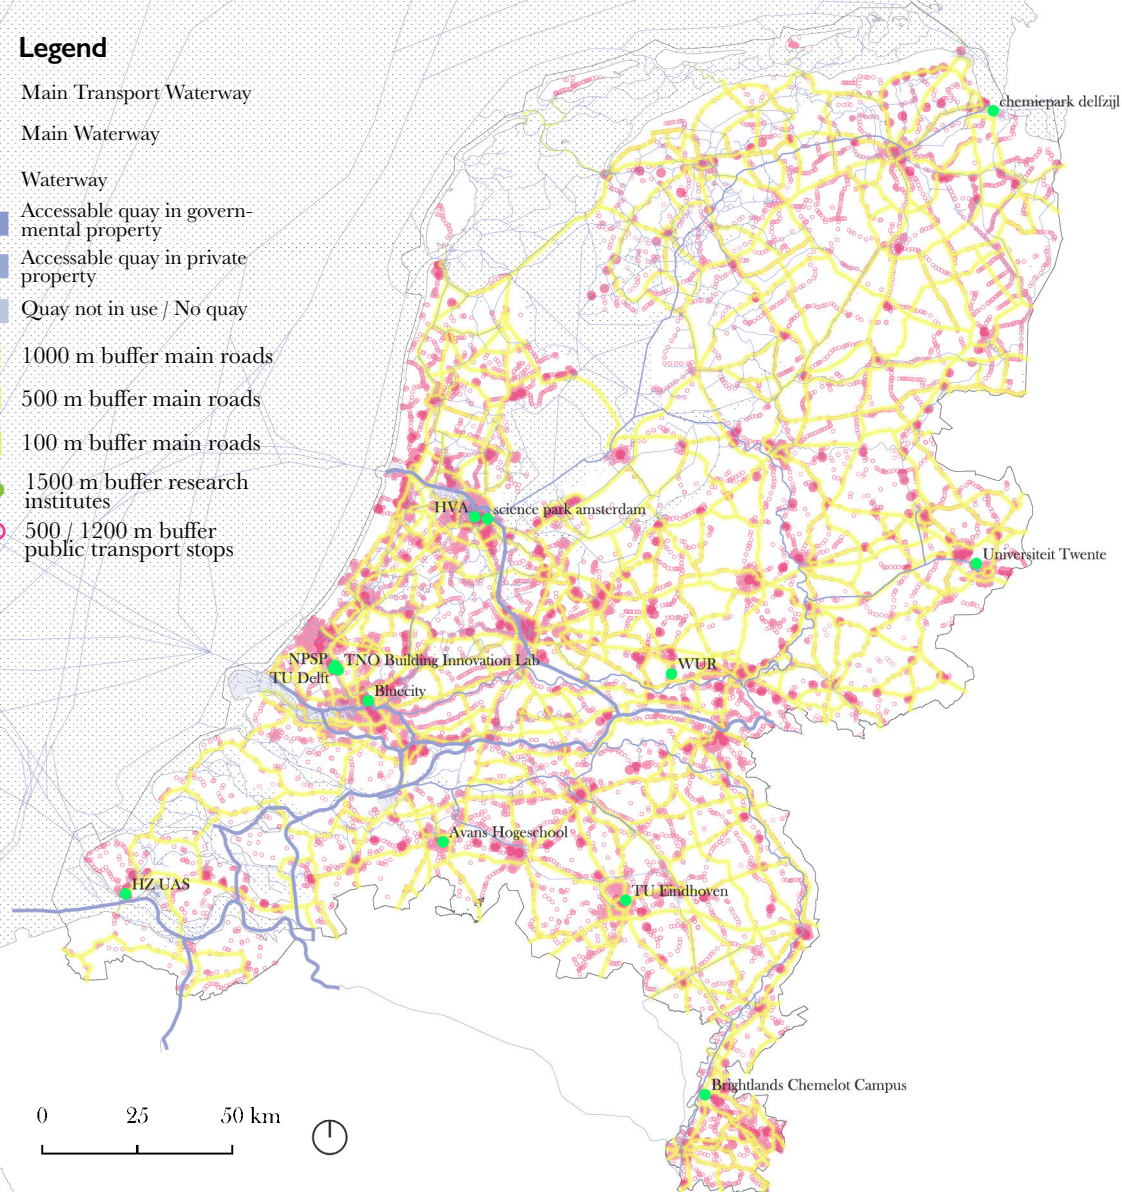 Legend
Main Transport Waterway
Main Waterway
Waterway
Accessable quay in govern-
mental property
Accessable quay in private
property
Quay not in use / No quay
1000 m buffer main roads
500 m buffer main roads
100 m buffer main roads
1500 m buffer research
institutes
500 / 1200 m buffer
public transport stops
chemiepark delfzijl
HVA
science park amsterdam
Universiteit Twente
NPSP
TNO Building Innovation Lab
WUR
TU Delft
Bluecity
Avans Hogeschool
HZ UAS
TU Eindhoven
Brightlands Chemelot Campus
0 25 50 km